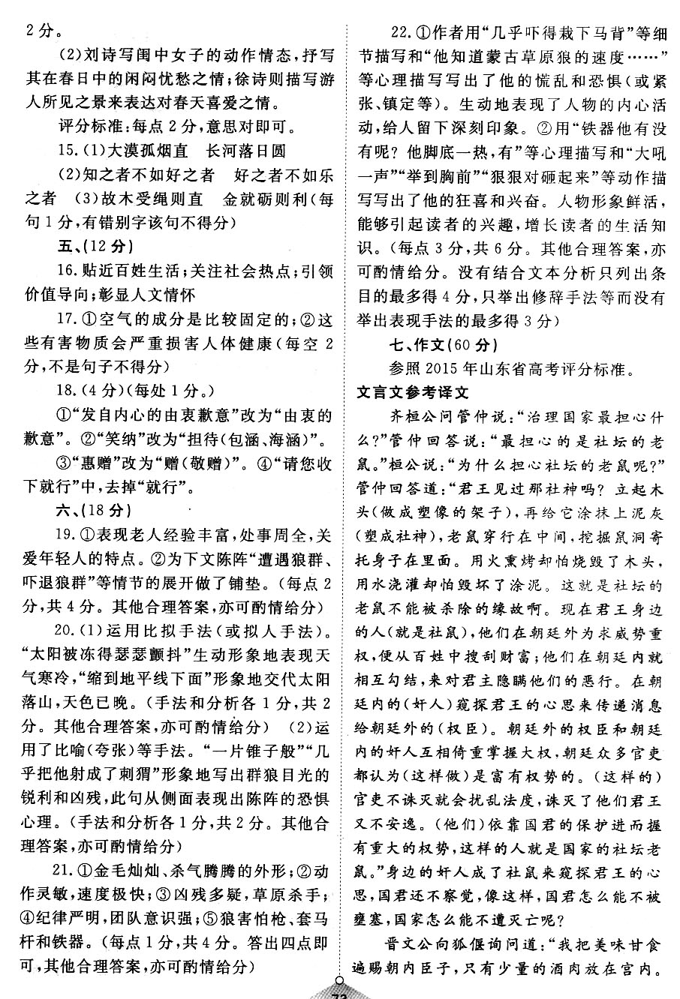 2分。
(2)刘诗写闺中女子的动作情态,抒写
其在春日中的闲闷忧愁之情;徐诗则描写游
人所见之景来表达对春天喜爱之情。
评分标准:每点2分,意思对即可。
15.(1)大漠孤烟直　长河落日圆
(2)知之者不如好之者　好之者不如乐
之者　(3)故木受绳则直　金就砺则利(每
句1分,有错别字该句不得分)
五、(12分)
16.贴近百姓生活;关注社会热点;引领
价值导向;彰显人文情怀
17.①空气的成分是比较固定的;②这
些有害物质会严重损害人体健康(每空2
分,不是句子不得分)
18.(4分)(每处1分。)
①“发自内心的由衷歉意”改为“由衷的
歉意”。②“笑纳”改为“担待(包涵、海涵)”。
③“惠赠”改为“赠(敬赠)”。④“请您收
下就行”中,去掉“就行”。
六、(18分)
19.①表现老人经验丰富,处事周全,关
爱年轻人的特点。②为下文陈阵“遭遇狼群、
吓退狼群”等情节的展开做了铺垫。(每点2
分,共4分。其他合理答案,亦可酌情给分)
20.(1)运用比拟手法(或拟人手法)。
“太阳被冻得瑟瑟颤抖”生动形象地表现天
气寒冷,“缩到地平线下面”形象地交代太阳
落山,天色已晚。(手法和分析各1分,共2
分。其他合理答案,亦可酌情给分)　(2)运
用了比喻(夸张)等手法。“一片锥子般”“几
乎把他射成了刺猬”形象地写出群狼目光的
锐利和凶残,此句从侧面表现出陈阵的恐惧
心理。(手法和分析各1分,共2分。其他合
理答案,亦可酌情给分)
21.①金毛灿灿、杀气腾腾的外形;②动
作灵敏,速度极快;③凶残多疑,草原杀手;
④纪律严明,团队意识强;⑤狼害怕枪、套马
杆和铁器。(每点1分,共4分。答出四点即
可,其他合理答案,亦可酌情给分)
22.①作者用“几乎吓得栽下马背”等细
节描写和“他知道蒙古草原狼的速度……”
等心理描写写出了他的慌乱和恐惧(或紧
张、镇定等)。生动地表现了人物的内心活
动,给人留下深刻印象。②用“铁器他有没
有呢?他脚底一热,有”等心理描写和“大吼
一声”“举到胸前”“狠狠对砸起来”等动作描
写写出了他的狂喜和兴奋。人物形象鲜活,
能够引起读者的兴趣,增长读者的生活知
识。(每点3分,共6分。其他合理答案,亦
可酌情给分。没有结合文本分析只列出条
目的最多得4分,只举出修辞手法等而没有
举出表现手法的最多得3分)
七、作文(60分)
参照2015年山东省高考评分标准。
文言文参考译文
齐桓公问管仲说:“治理国家最担心什
么?”管仲回答说:“最担心的是社坛的老
鼠。”桓公说:“为什么担心社坛的老鼠呢?”
管仲回答道:“君王见过那社神吗?立起木
头(做成塑像的架子),再给它涂抹上泥灰
(塑成社神),老鼠穿行在中间,挖掘鼠洞寄
托身子在里面。用火熏烤却怕烧毁了木头,
用水浇灌却怕毁坏了涂泥。这就是社坛的
老鼠不能被杀除的缘故啊。现在君王身边
的人(就是社鼠),他们在朝廷外为求威势重
权,便从百姓中搜刮财富;他们在朝廷内就
相互勾结,来对君主隐瞒他们的恶行。在朝
廷内的(奸人)窥探君王的心思来传递消息
给朝廷外的(权臣)。朝廷外的权臣和朝廷
内的奸人互相倚重掌握大权,朝廷众多官吏
都认为(这样做)是富有权势的。(这样的)
官吏不诛灭就会扰乱法度,诛灭了他们君王
又不安逸。(他们)依靠国君的保护进而握
有重大的权势,这样的人就是国家的社坛老
鼠。”身边的奸人成了社鼠来窥探君王的心
思,国君还不察觉,像这样,国君怎么能不被
壅塞,国家怎么能不遭灭亡呢?
晋文公向狐偃询问道:“我把美味甘食
遍赐朝内臣子,只有少量的酒肉放在宫内。